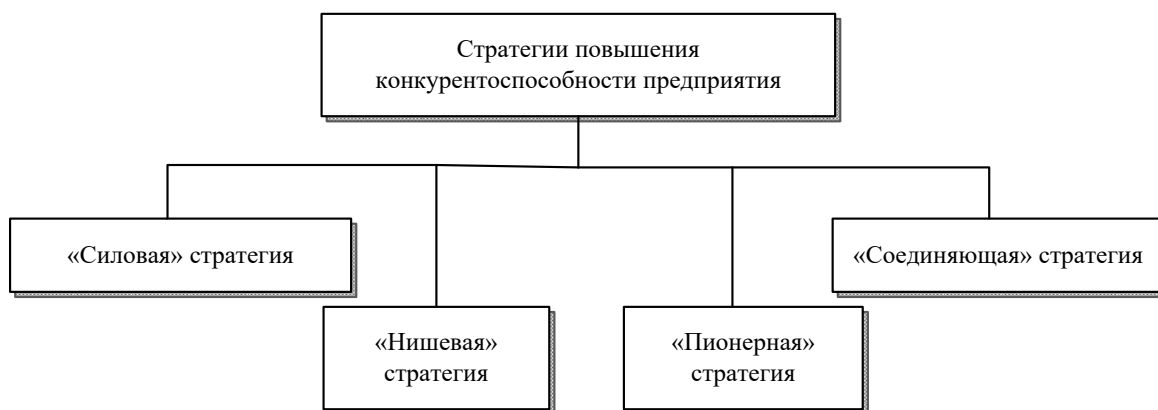 Стратегии повышения
конкурентоспособности предприятия
«Силовая» стратегия
«Соединяющая» стратегия
«Нишевая»
стратегия
«Пионерная»
стратегия